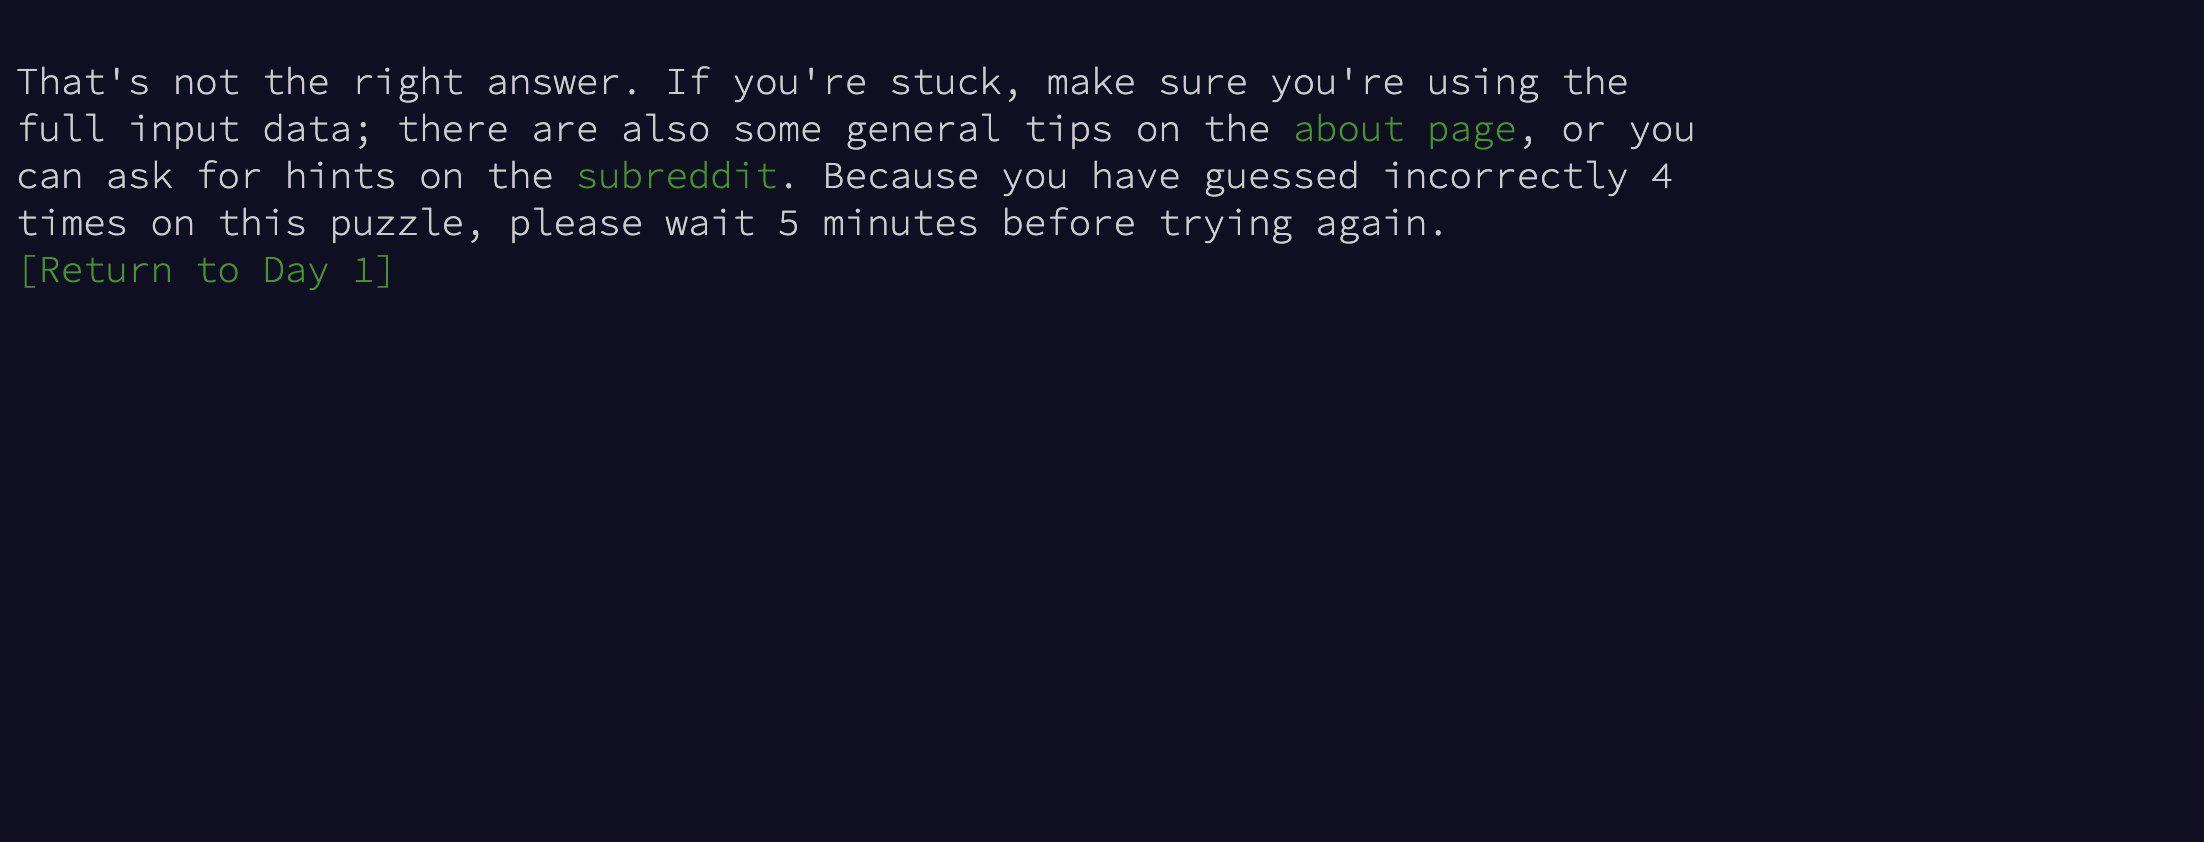 That's not the right answer. If you're stuck, make sure you're using the
full input data; there are also some general tips on the about page, or you
can ask for hints on the subreddit. Because you have guessed incorrectly 4
times on this puzzle, please wait 5 minutes before trying again.
[Return to Day 1]